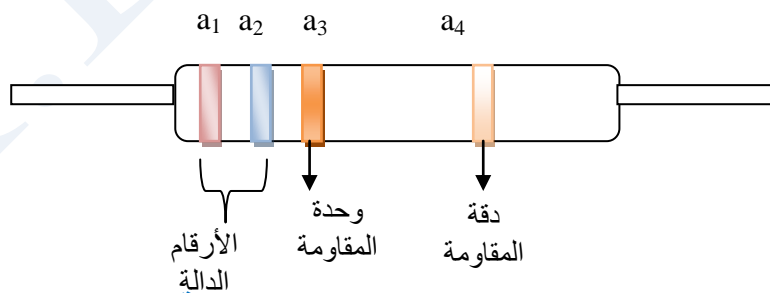 a1 a2 a3 a4
الأرقام
الدالة
وحدة
المقاومة
دقة
المقاومة